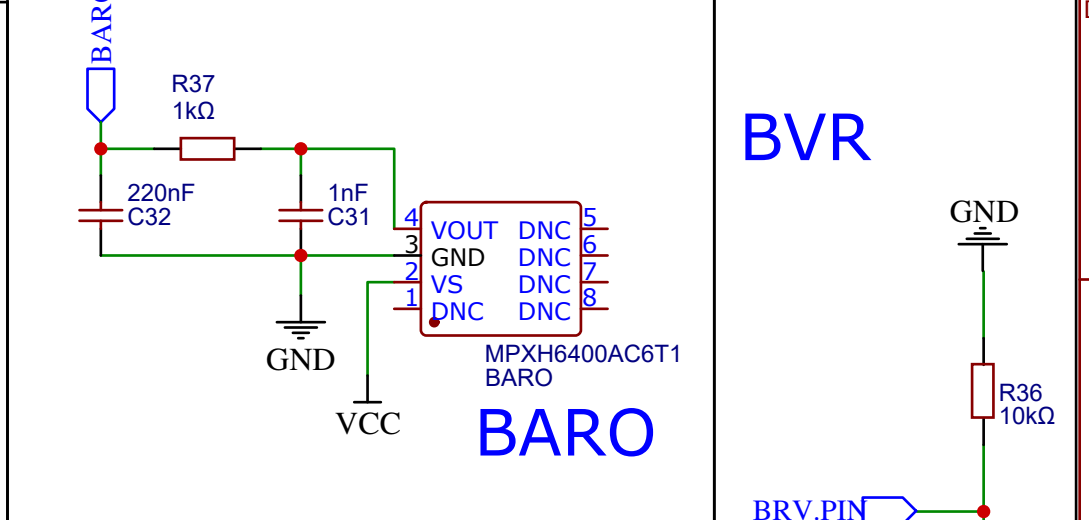 BARO
R37
1kΩ
220nF
C32
1nF
C31
4
3
2
1
VOUT
GND
VS
DNC
DNC
DNC
DNC
DNC
5
6
7
8
MPXH6400AC6T1
BARO
GND
VCC
BARO
BVR
GND
R36
10kΩ
BRV.PIN